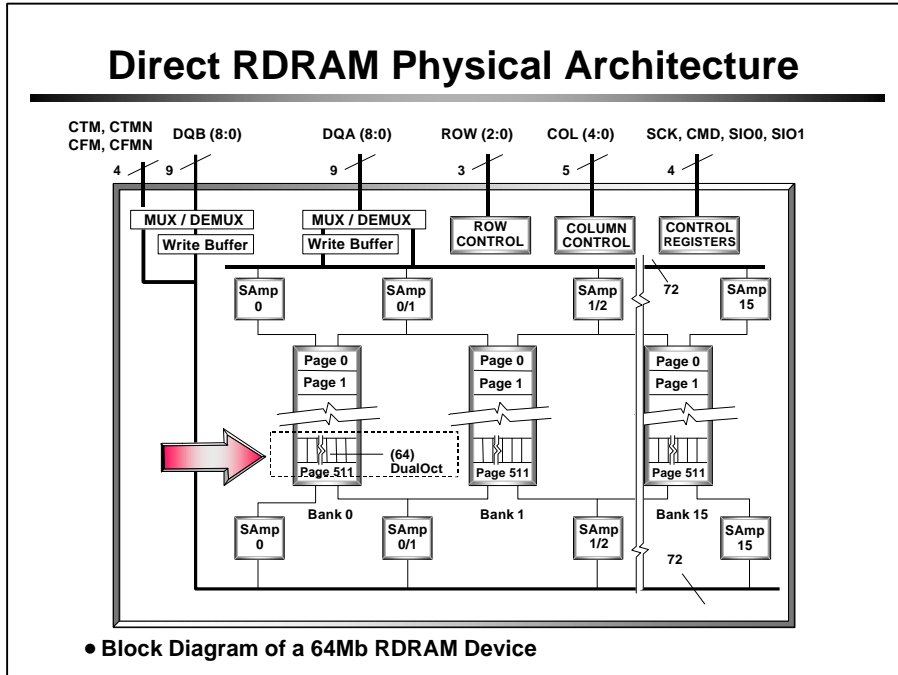 Direct RDRAM Physical Architecture
CTM, CTMN
CFM, CFMN
DQB (8:0)
DQA (8:0)
ROW (2:0)
COL (4:0)
SCK, CMD, SIO0, SIO1
4
9
9
3
5
4
MUX / DEMUX
Write Buffer
MUX / DEMUX
Write Buffer
ROW
CONTROL
COLUMN
CONTROL
CONTROL
REGISTERS
72
SAmp
0
SAmp
0/1
SAmp
1/2
SAmp
15
Page 0
Page 1
Page 0
Page 1
Page 0
Page 1
(64)
DualOct
Page 511
Page 511
Page 511
Bank 0
Bank 1
Bank 15
SAmp
0
SAmp
0/1
SAmp
1/2
SAmp
15
72
• Block Diagram of a 64Mb RDRAM Device